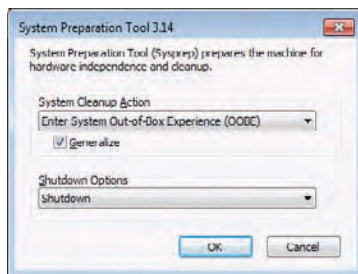 System Preparation Tool 3.14
System Preparation Tool (Sysprep) prepares the machine for
hardware independence and cleanup.
System Cleanup Action
Enter System Out-of-Box Experience (OOBE)
Generalize
Shutdown Options
Shutdown
OK
Cancel